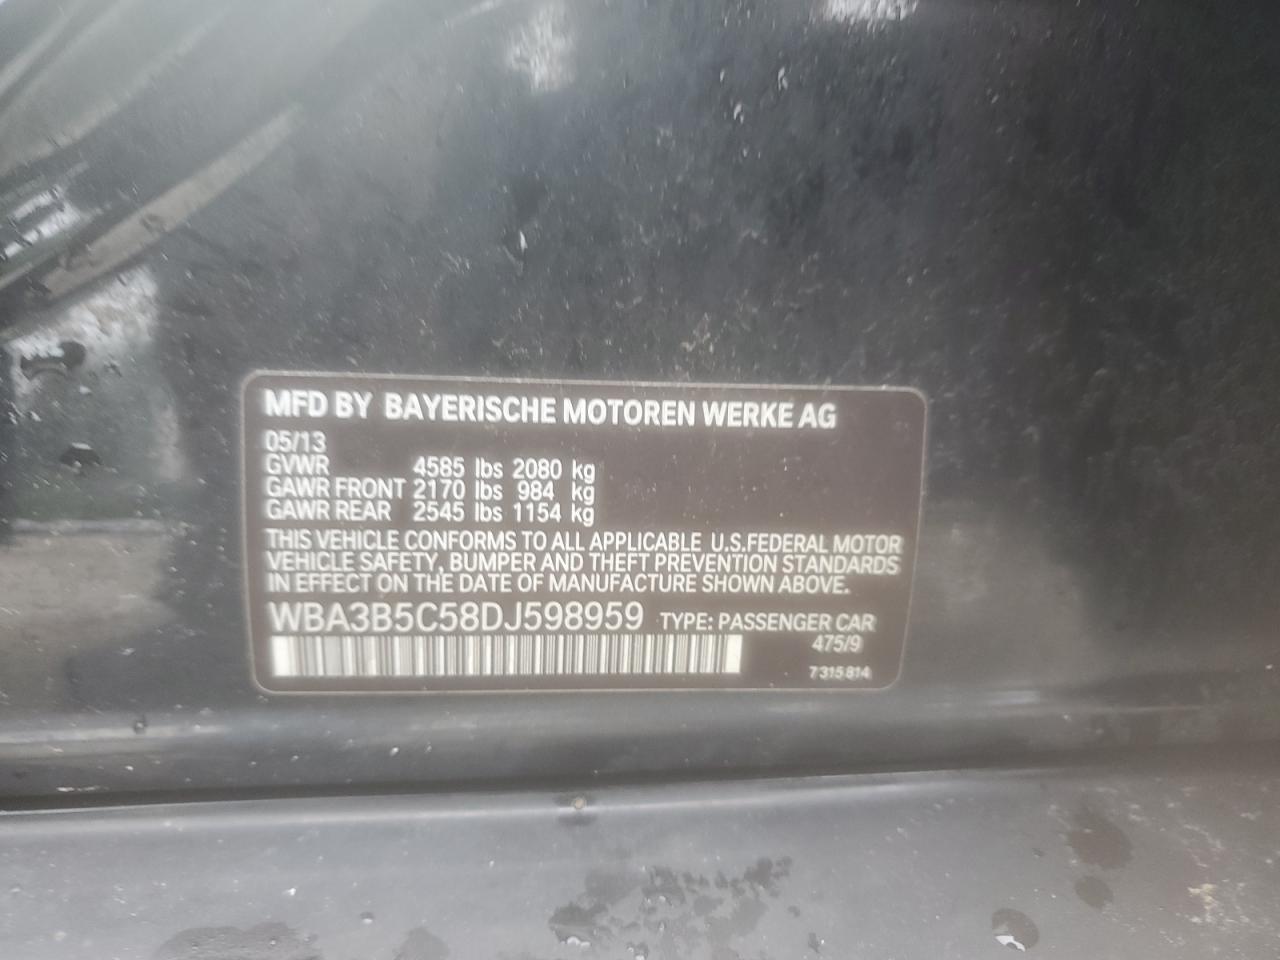 MFD BY BAYERISCHE MOTOREN WERKE AG
05/13
GVWR 4585 lbs 2080 kg
GAWR FRONT 2170 lbs 984 kg
GAWR REAR 2545 lbs 1154 kg
THIS VEHICLE CONFORMS TO ALL APPLICABLE U.S.FEDERAL MOTOR
VEHICLE SAFETY, BUMPER AND THEFT PREVENTION STANDARDS
IN EFFECT ON THE DATE OF MANUFACTURE SHOWN ABOVE.
WBA3B5C58DJ598959 TYPE: PASSENGER CAR
475/9
7315814